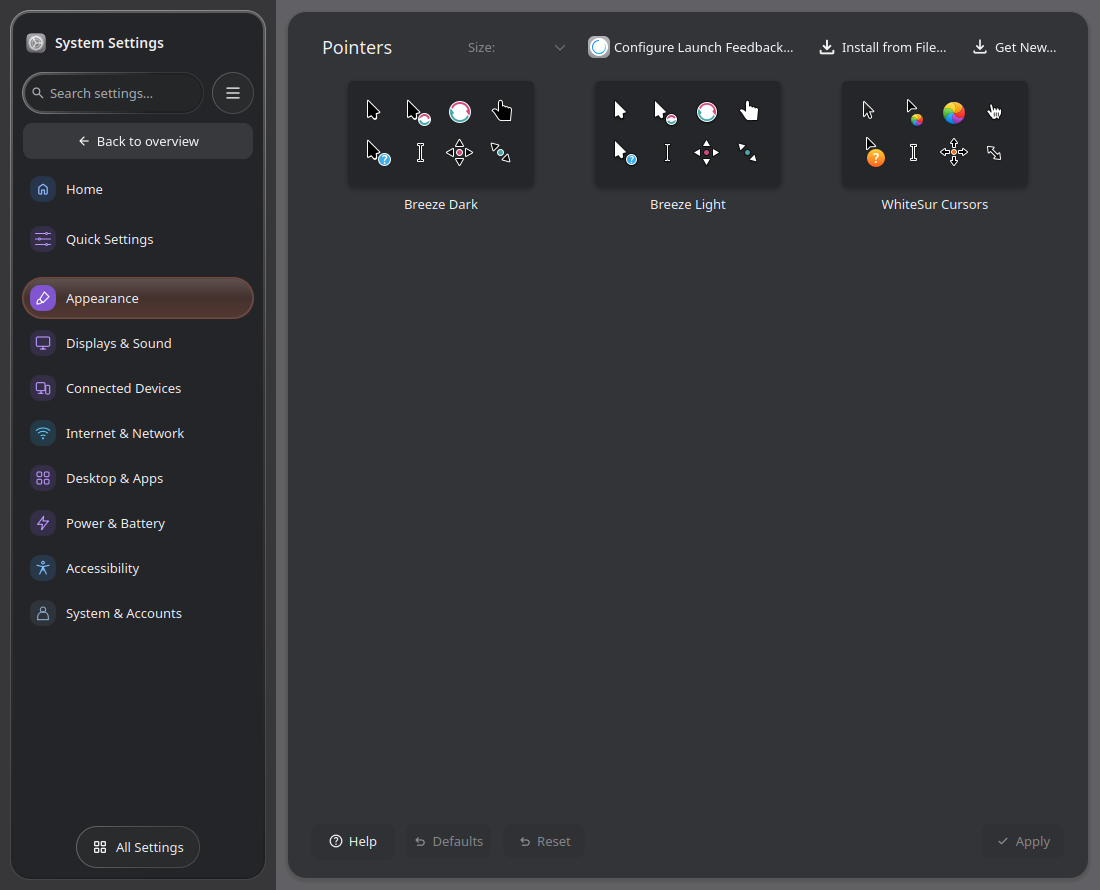 System Settings
Search settings...
Back to overview
Home
Quick Settings
Appearance
Displays & Sound
Connected Devices
Internet & Network
Desktop & Apps
Power & Battery
Accessibility
System & Accounts
All Settings
Pointers
Size:
Configure Launch Feedback...
Install from File...
Get New...
Breeze Dark
Breeze Light
WhiteSur Cursors
Help
Defaults
Reset
Apply